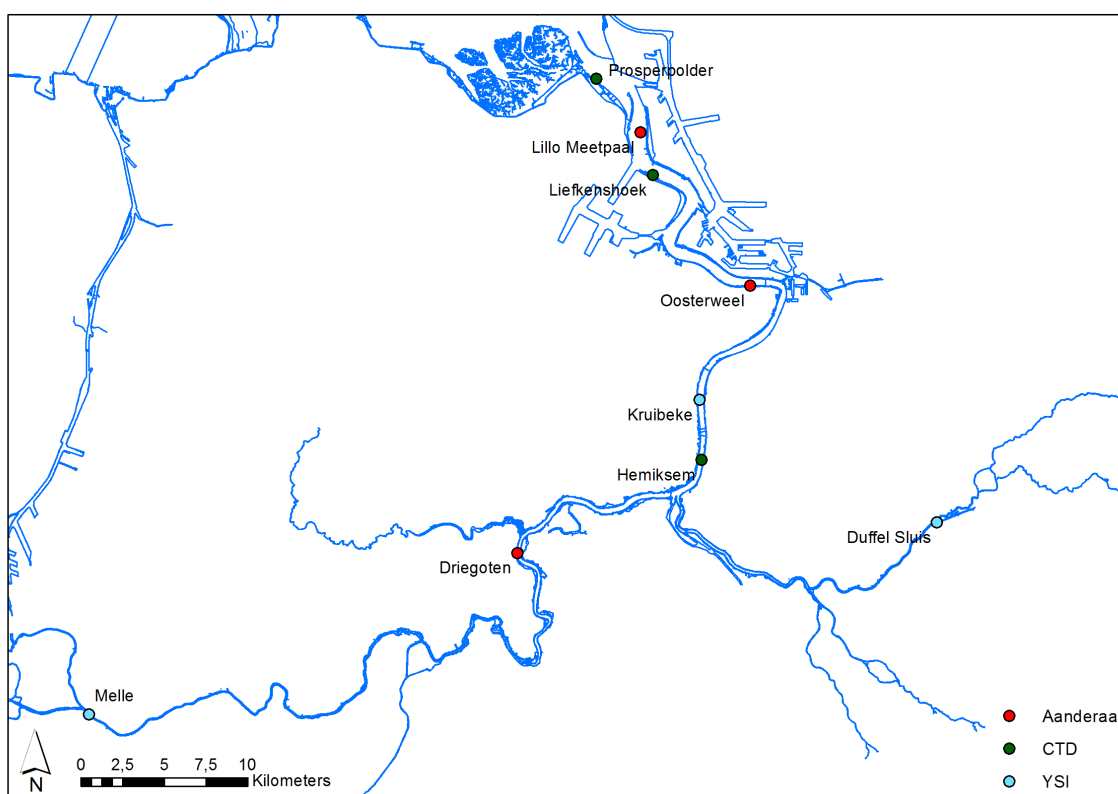 Prosperpolder
Lillo Meetpaal
Liefkenshoek
Oosterweel
Kruibeke
Hemiksem
Duffel Sluis
Driegoten
Melle
Aanderaa
CTD
YSI
N
0 2,5 5 7,5 10
Kilometers